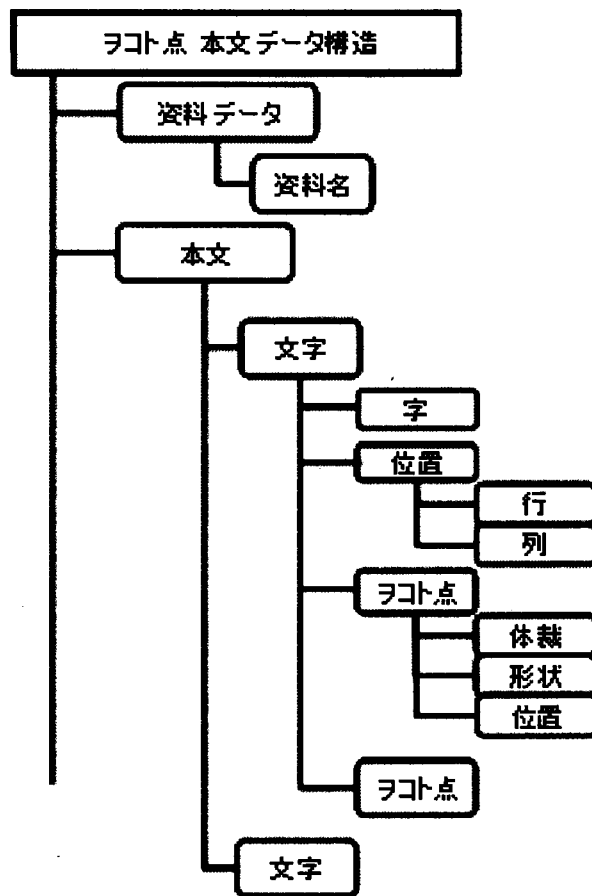 ヲコト点 本文データ構造
資料データ
資料名
本文
文字
字
位置
行
列
ヲコト点
体裁
形状
位置
ヲコト点
文字